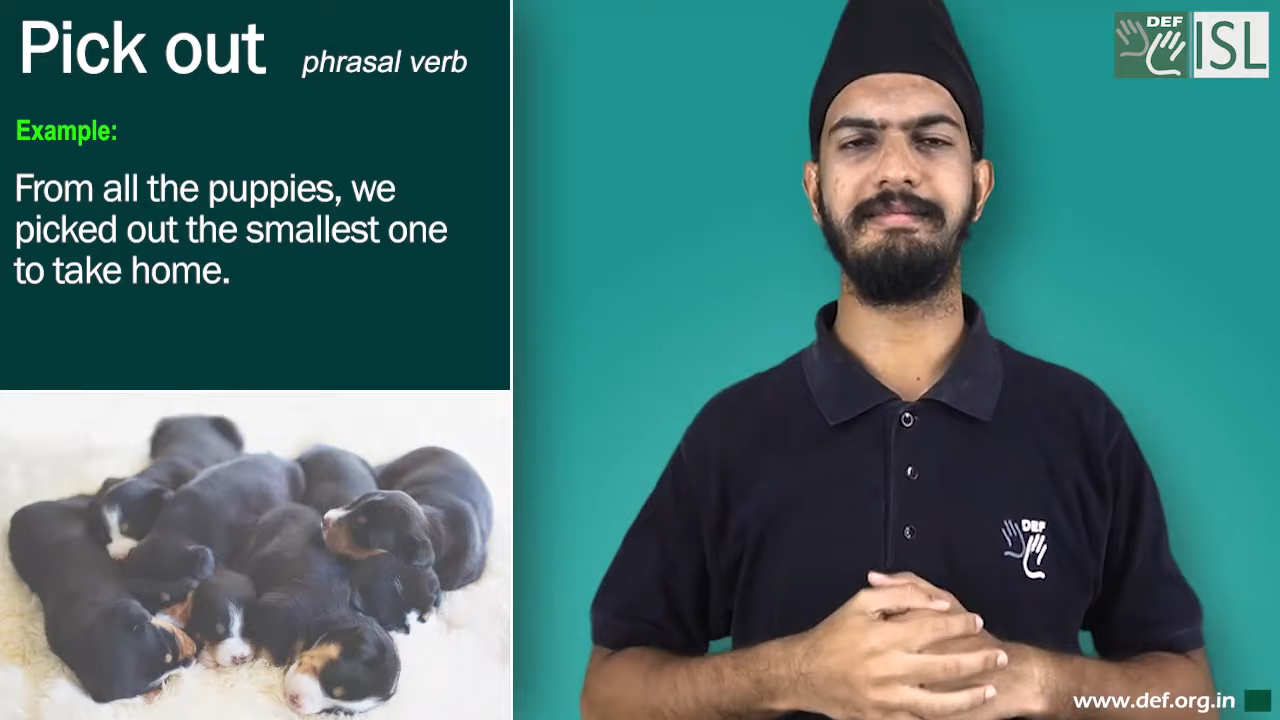 Pick out phrasal verb
Example:
From all the puppies, we
picked out the smallest one
to take home.
DEF
ISL
DEF
www.def.org.in